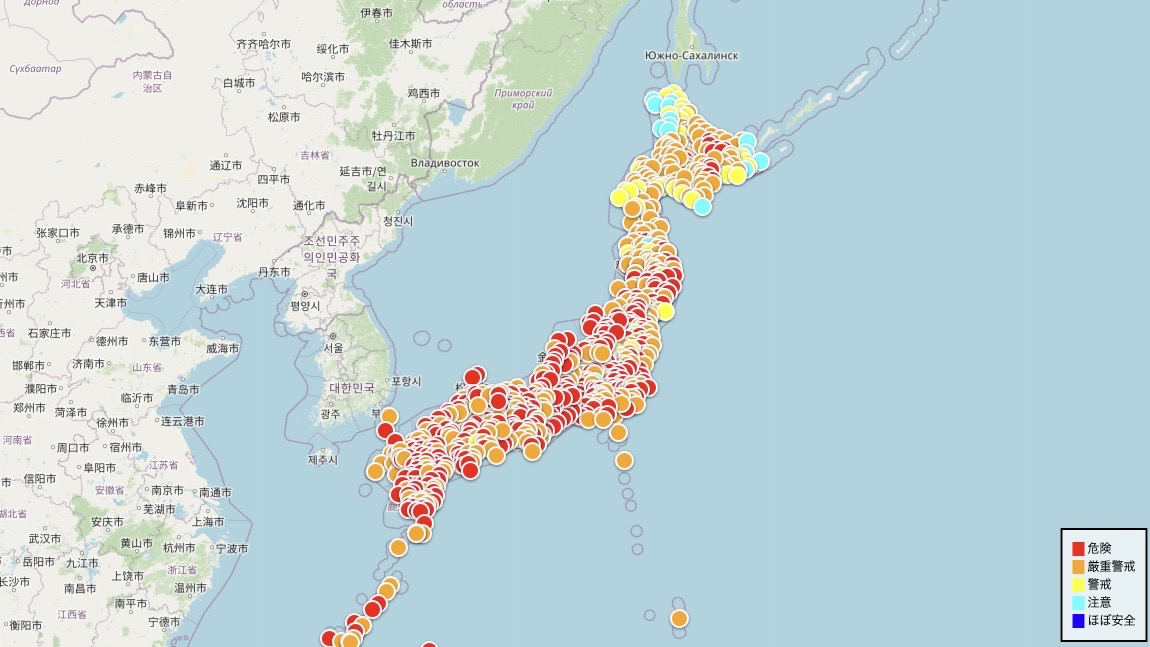 Дорнод
область
伊春市
齐齐哈尔市
绥化市
佳木斯市
Южно-Сахалинск
Сүхбаатар
内蒙古自
治区
白城市
哈尔滨市
鸡西市
Приморский
край
松原市
牡丹江市
吉林省
Владивосток
通辽市
四平市
延吉市/연
길시
赤峰市
阜新市
沈阳市
通化市
청진시
张家口市
承德市
锦州市
辽宁省
조선민주주
의인민공화
국
北京市
丹东市
河北省
唐山市
大连市
평양시
天津市
石家庄市
德州市
东营市
威海市
서울
邯郸市
济南市
山东省
대한민국
포항시
濮阳市
青岛市
临沂市
郑州市
菏泽市
광주
徐州市
连云港市
河南省
周口市
宿州市
제주시
阜阳市
江苏省
信阳市
安徽省
南京市
南通市
湖北省
芜湖市
安庆市
上海市
武汉市
黄山市
杭州市
宁波市
岳阳市
九江市
浙江省
长沙市
上饶市
南昌市
温州市
南平市
江西省
衡阳市
宁德市
危険
厳重警戒
警戒
注意
ほぼ安全